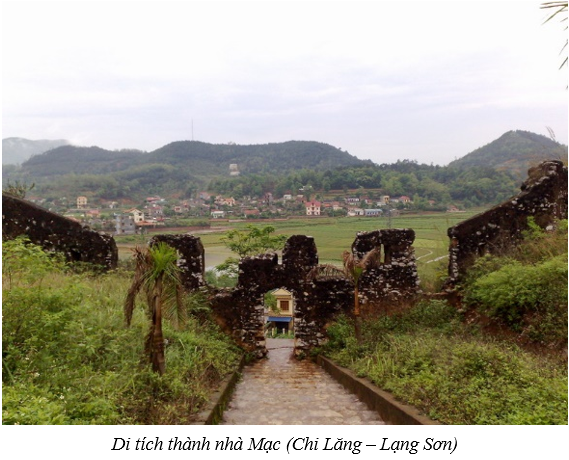 Di tích thành nhà Mạc (Chi Lăng – Lạng Sơn)